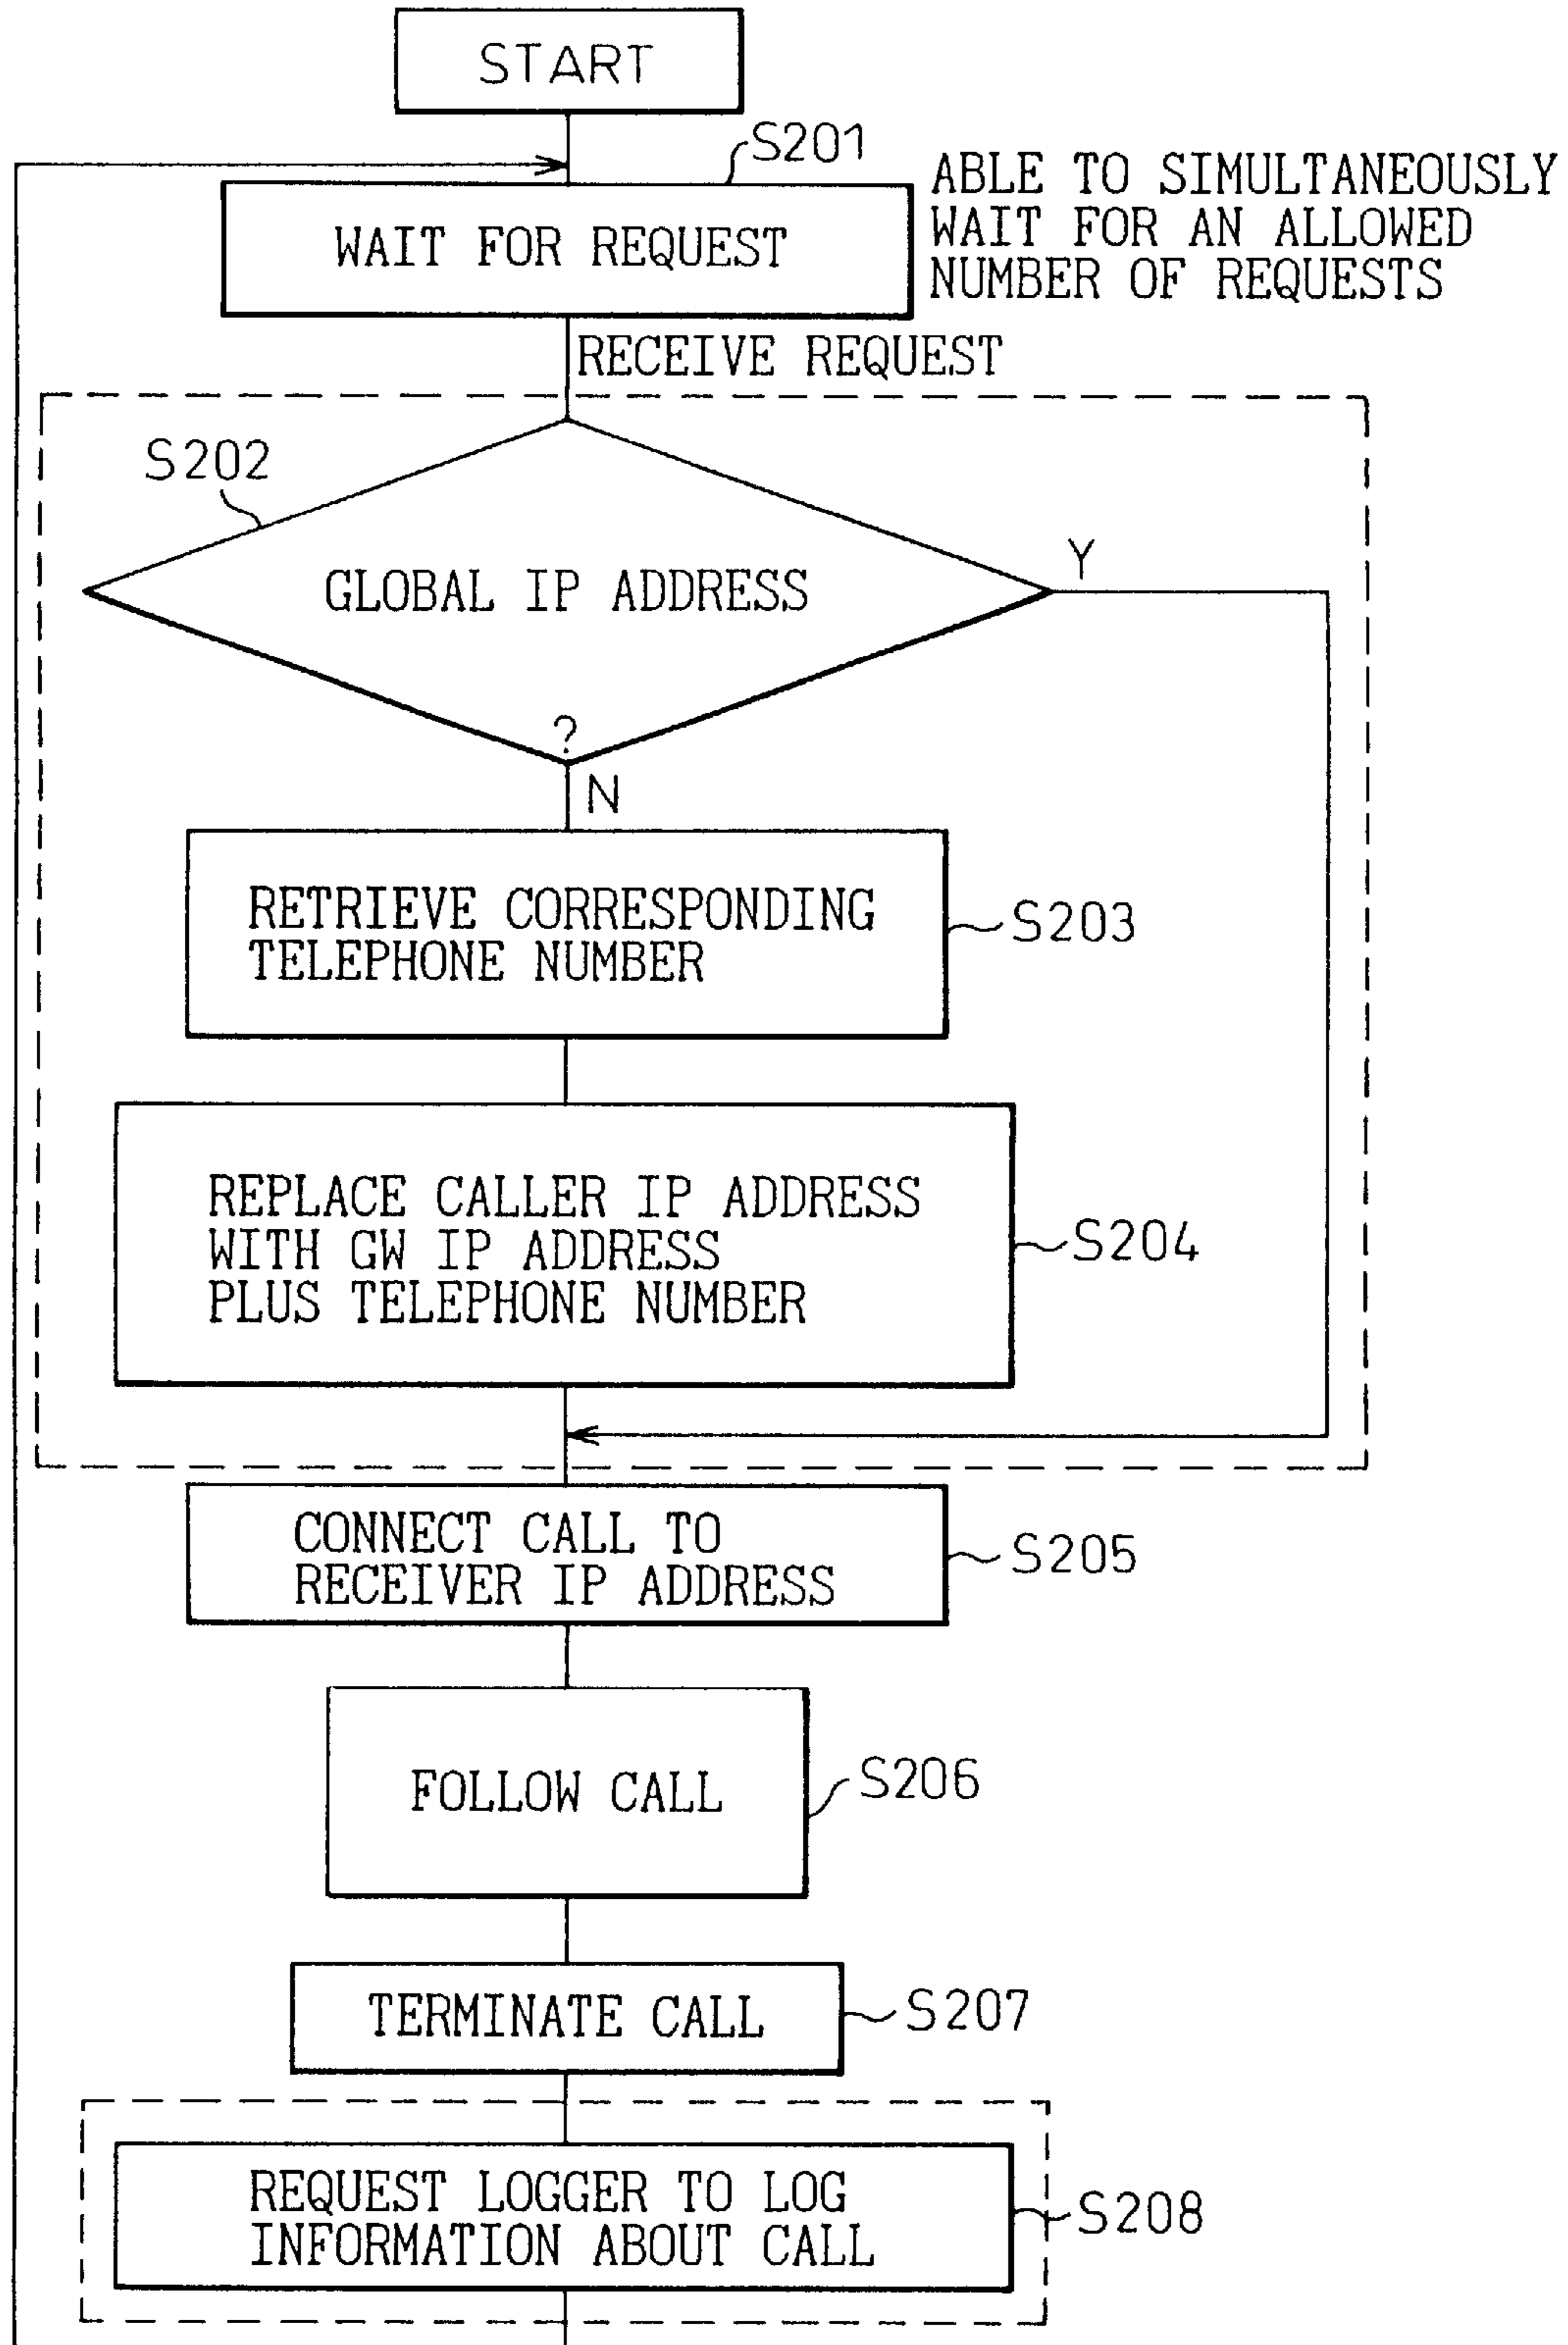 START
S201
ABLE TO SIMULTANEOUSLY
WAIT FOR AN ALLOWED
NUMBER OF REQUESTS
WAIT FOR REQUEST
RECEIVE REQUEST
S202
GLOBAL IP ADDRESS
?
Y
N
RETRIEVE CORRESPONDING
TELEPHONE NUMBER
S203
REPLACE CALLER IP ADDRESS
WITH GW IP ADDRESS
PLUS TELEPHONE NUMBER
S204
CONNECT CALL TO
RECEIVER IP ADDRESS
S205
FOLLOW CALL
S206
TERMINATE CALL
S207
REQUEST LOGGER TO LOG
INFORMATION ABOUT CALL
S208